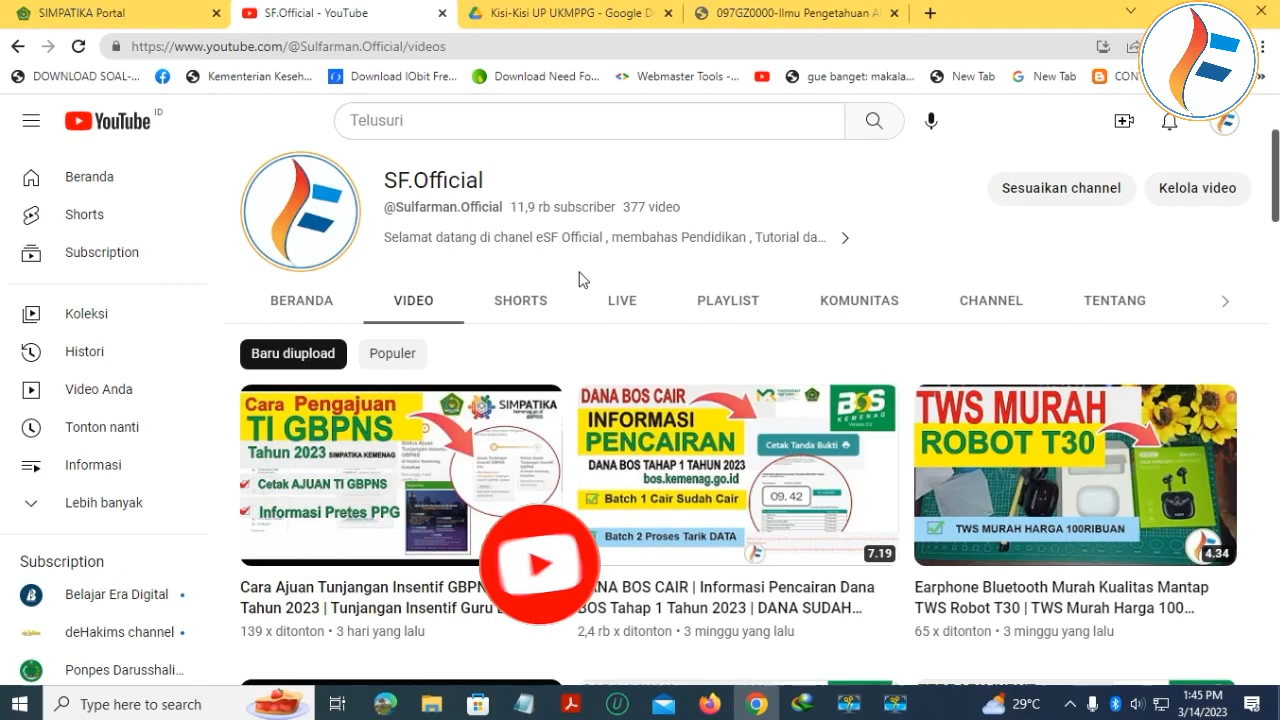 SIMPATIKA Portal
SF.Official - YouTube
Kisi-Kisi UP UKMPPG - Google D
097GZ0000-Ilmu Pengetahuan A
https://www.youtube.com/@Sulfarman.Official/videos
DOWNLOAD SOAL-...
Kementerian Keseh...
Download IObit Fre...
Download Need Fo...
Webmaster Tools -...
gue banget: makala...
New Tab
New Tab
CON
YouTube ID
Telusuri
Beranda
Shorts
Subscription
Koleksi
Histori
Video Anda
Tonton nanti
Informasi
Lebih banyak
Subscription
Belajar Era Digital
deHakims channel
Ponpes Darusshali...
SF.Official
@Sulfarman.Official 11,9 rb subscriber 377 video
Selamat datang di chanel eSF Official , membahas Pendidikan , Tutorial da...
Sesuaikan channel
Kelola video
BERANDA
VIDEO
SHORTS
LIVE
PLAYLIST
KOMUNITAS
CHANNEL
TENTANG
Baru diupload
Populer
Cara Pengajuan
TI GBPNS
Tahun 2023 SIMPATIKA KEMENAG
Cetak AJUAN TI GBPNS
Informasi Pretes PPG
SIMPATIKA
Cara Ajuan Tunjangan Insentif GBPN
Tahun 2023 | Tunjangan Insentif Guru
139 x ditonton • 3 hari yang lalu
DANA BOS CAIR
INFORMASI
PENCAIRAN
DANA BOS TAHAP 1 TAHUN 2023
bos.kemenag.go.id
Batch 1 Cair Sudah Cair
Batch 2 Proses Tarik DATA
BOS
KEMENAG
Cetak Tanda Bukti
09. 42
7.19
DANA BOS CAIR | Informasi Pencairan Dana
BOS Tahap 1 Tahun 2023 | DANA SUDAH...
2,4 rb x ditonton • 3 minggu yang lalu
TWS MURAH
ROBOT T30
TWS MURAH HARGA 100RIBUAN
4.34
Earphone Bluetooth Murah Kualitas Mantap
TWS Robot T30 | TWS Murah Harga 100...
65 x ditonton • 3 minggu yang lalu
Type here to search
29°C
1:45 PM
3/14/2023